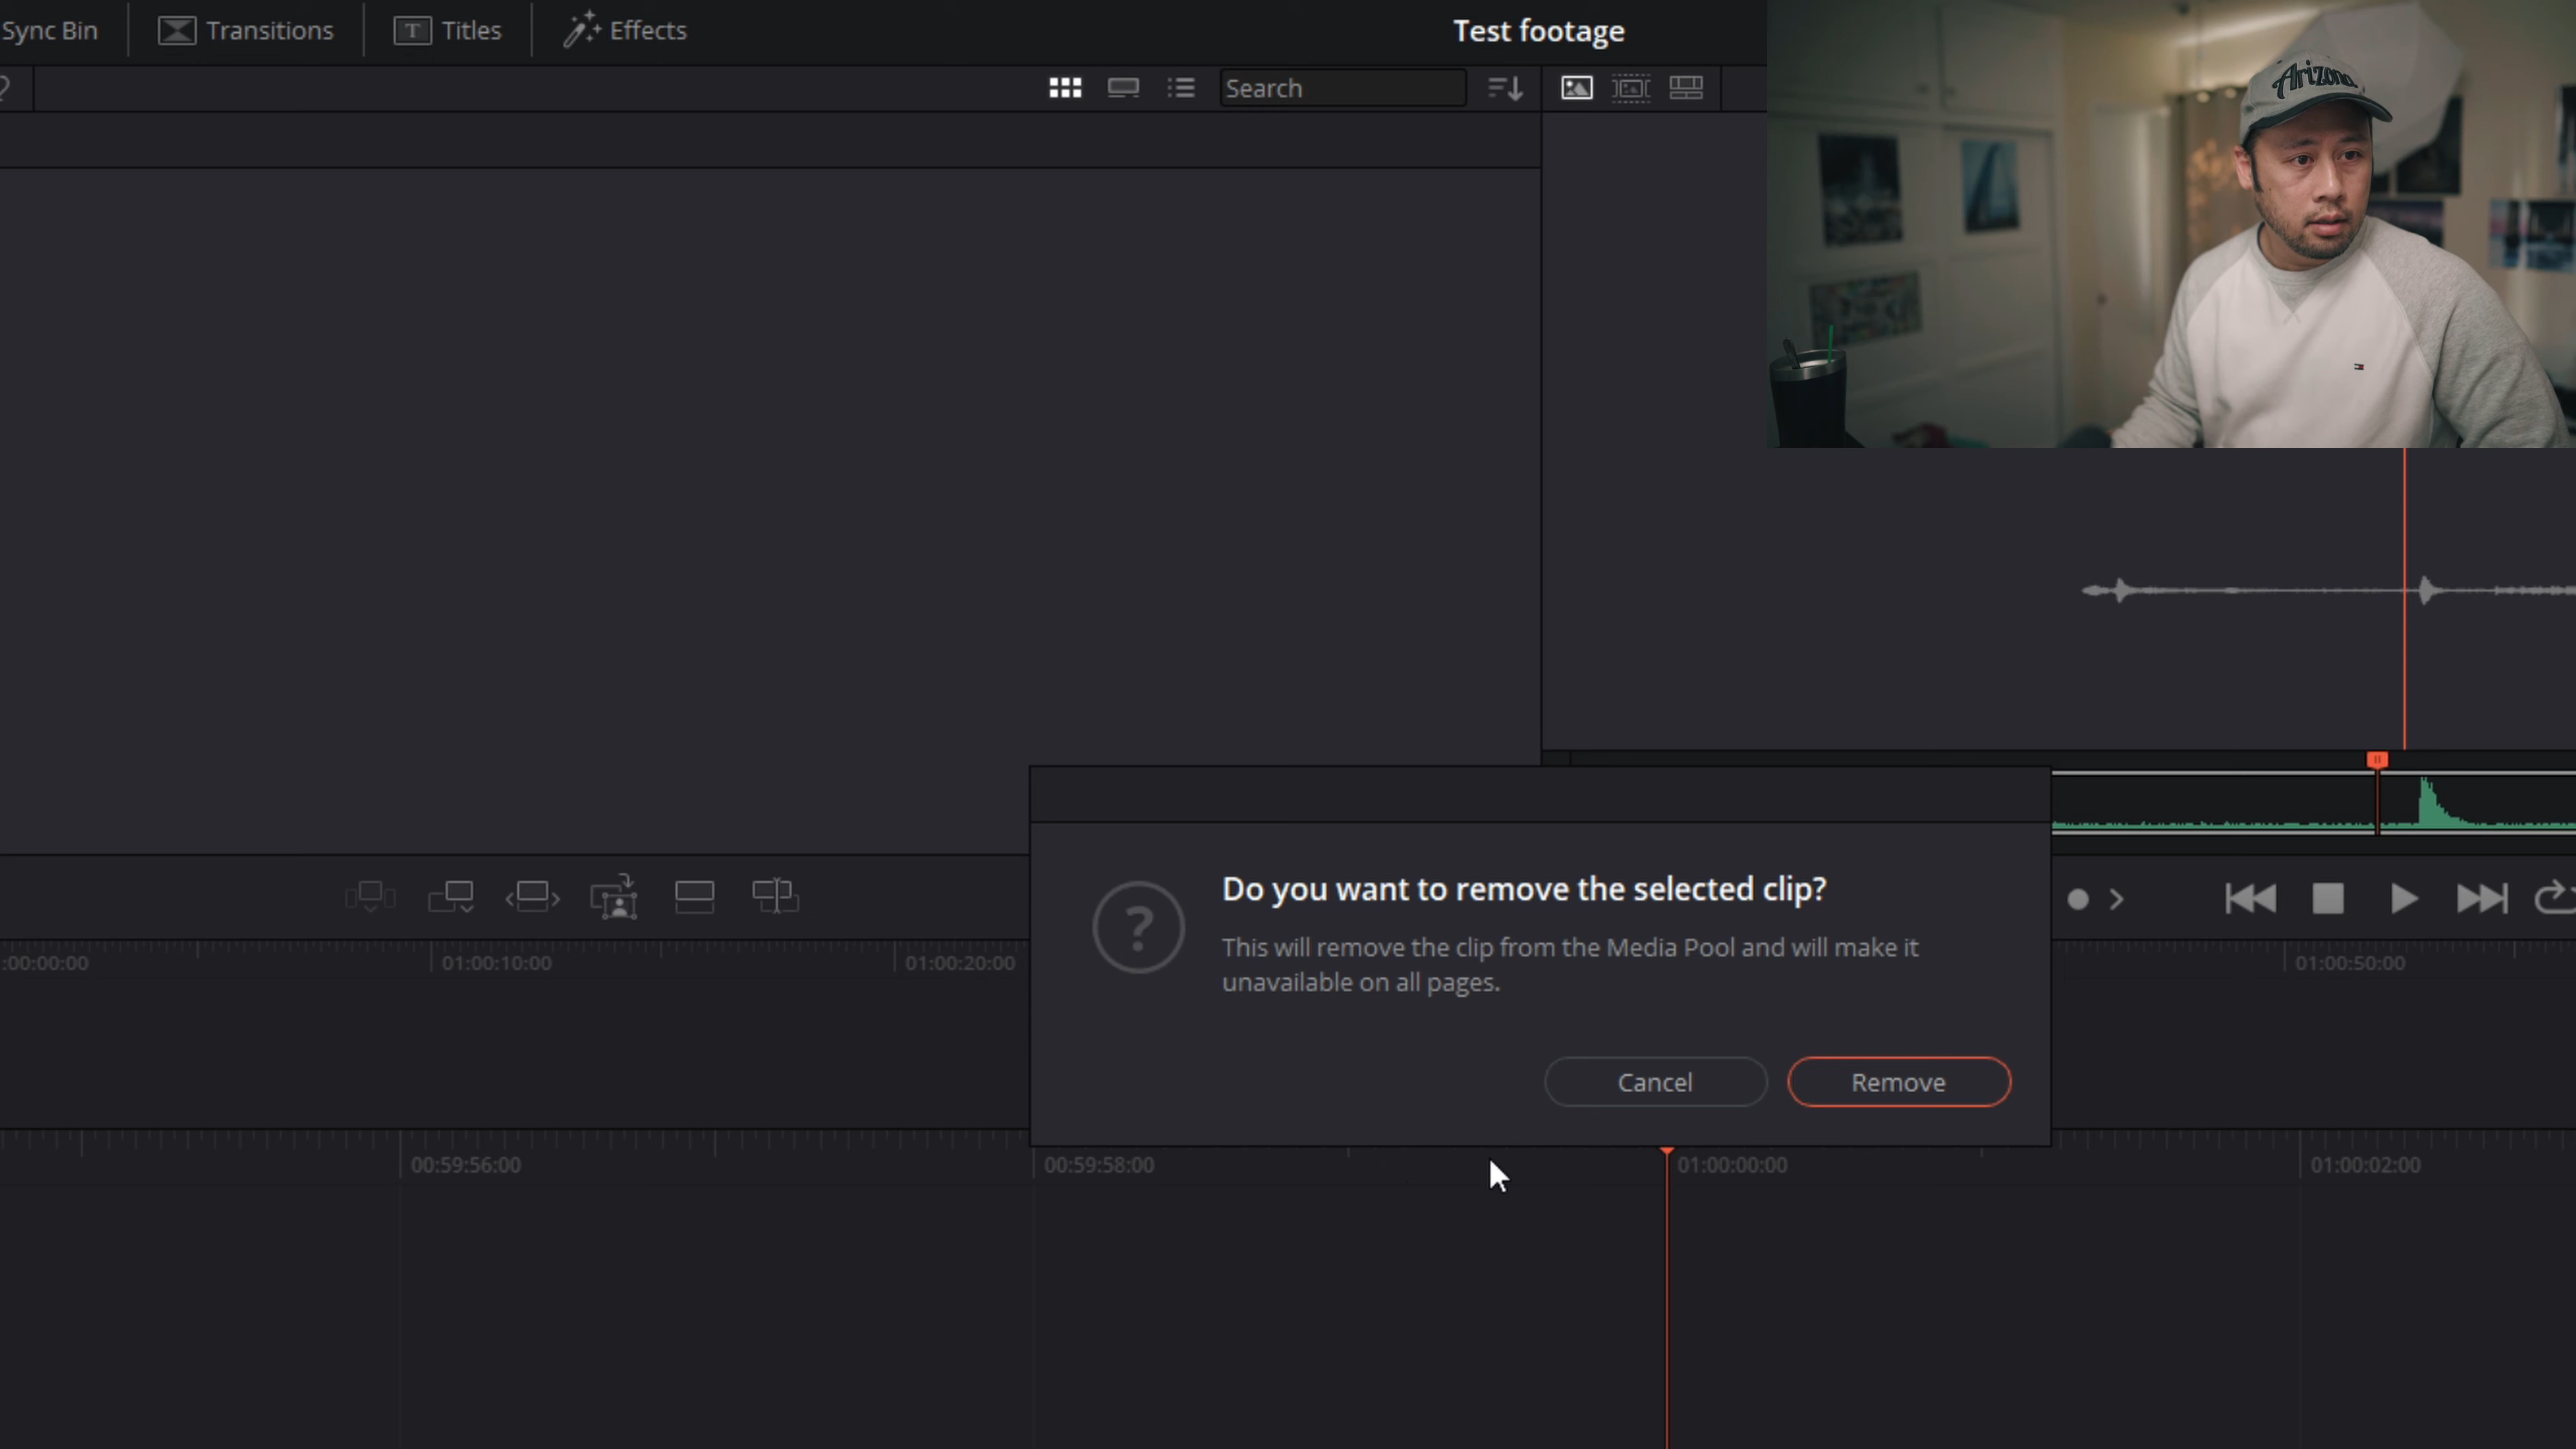 Sync Bin
Transitions
Titles
Effects
Test footage
Search
Arizona
Do you want to remove the selected clip?
This will remove the clip from the Media Pool and will make it
unavailable on all pages.
Cancel
Remove
:00:00:00
01:00:10:00
01:00:20:00
01:00:50:00
00:59:56:00
00:59:58:00
01:00:00:00
01:00:02:00